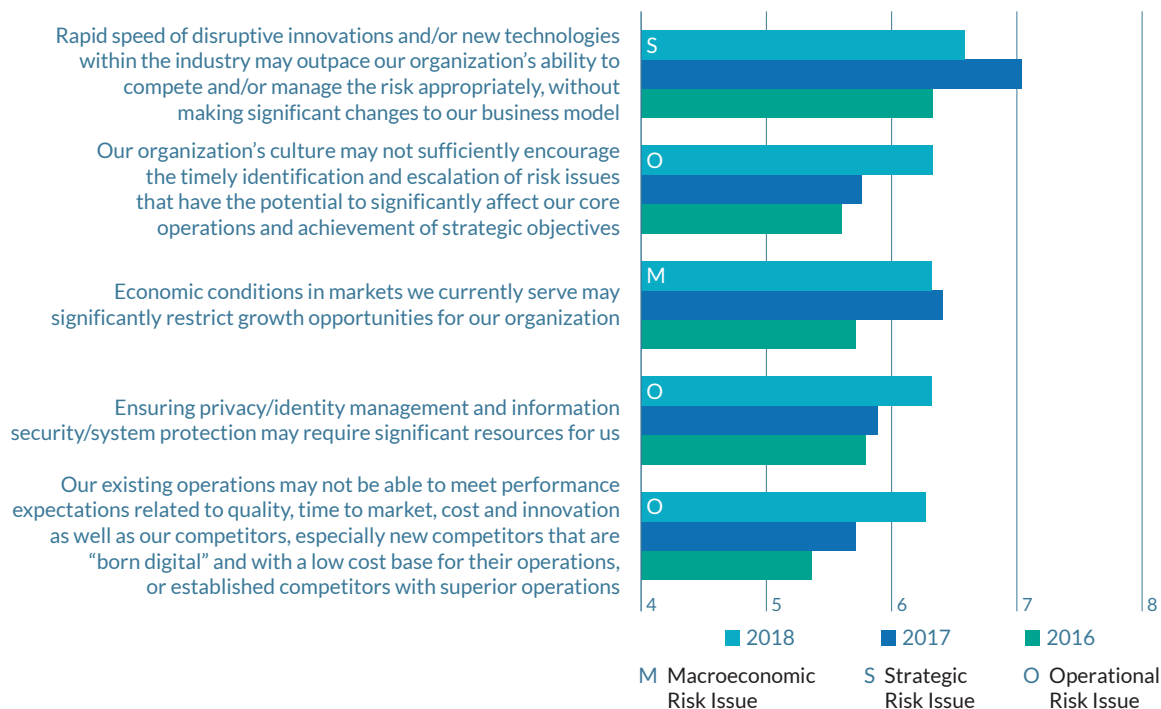 Rapid speed of disruptive innovations and/or new technologies
within the industry may outpace our organization’s ability to
compete and/or manage the risk appropriately, without
making significant changes to our business model
S
Our organization’s culture may not sufficiently encourage
the timely identification and escalation of risk issues
that have the potential to significantly affect our core
operations and achievement of strategic objectives
O
Economic conditions in markets we currently serve may
significantly restrict growth opportunities for our organization
M
Ensuring privacy/identity management and information
security/system protection may require significant resources for us
O
Our existing operations may not be able to meet performance
expectations related to quality, time to market, cost and innovation
as well as our competitors, especially new competitors that are
“born digital” and with a low cost base for their operations,
or established competitors with superior operations
O
4 5 6 7 8
2018 2017 2016
M Macroeconomic
Risk Issue
S Strategic
Risk Issue
O Operational
Risk Issue